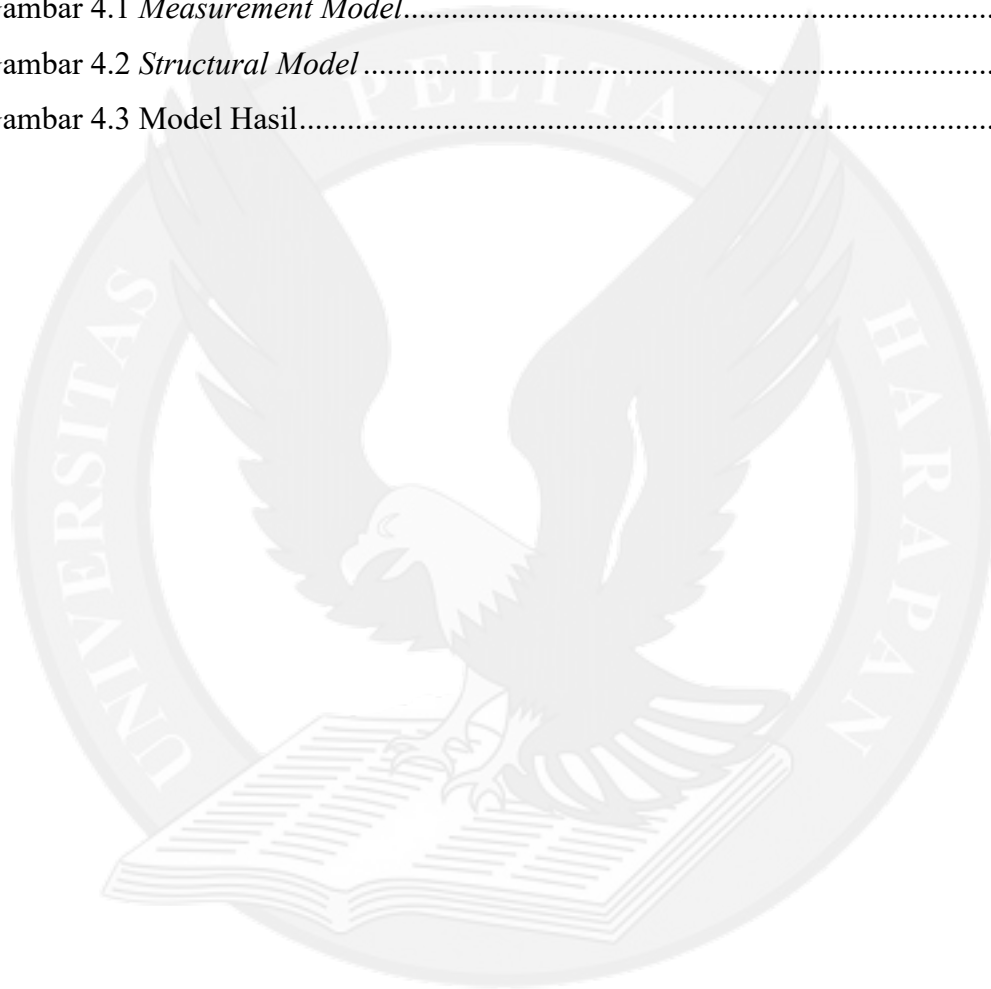 ambar 4.1 Measurement Model..........................................................................
ambar 4.2 Structural Model..............................................................................
ambar 4.3 Model Hasil......................................................................................
UNIVERSITAS PELITA HARAPAN